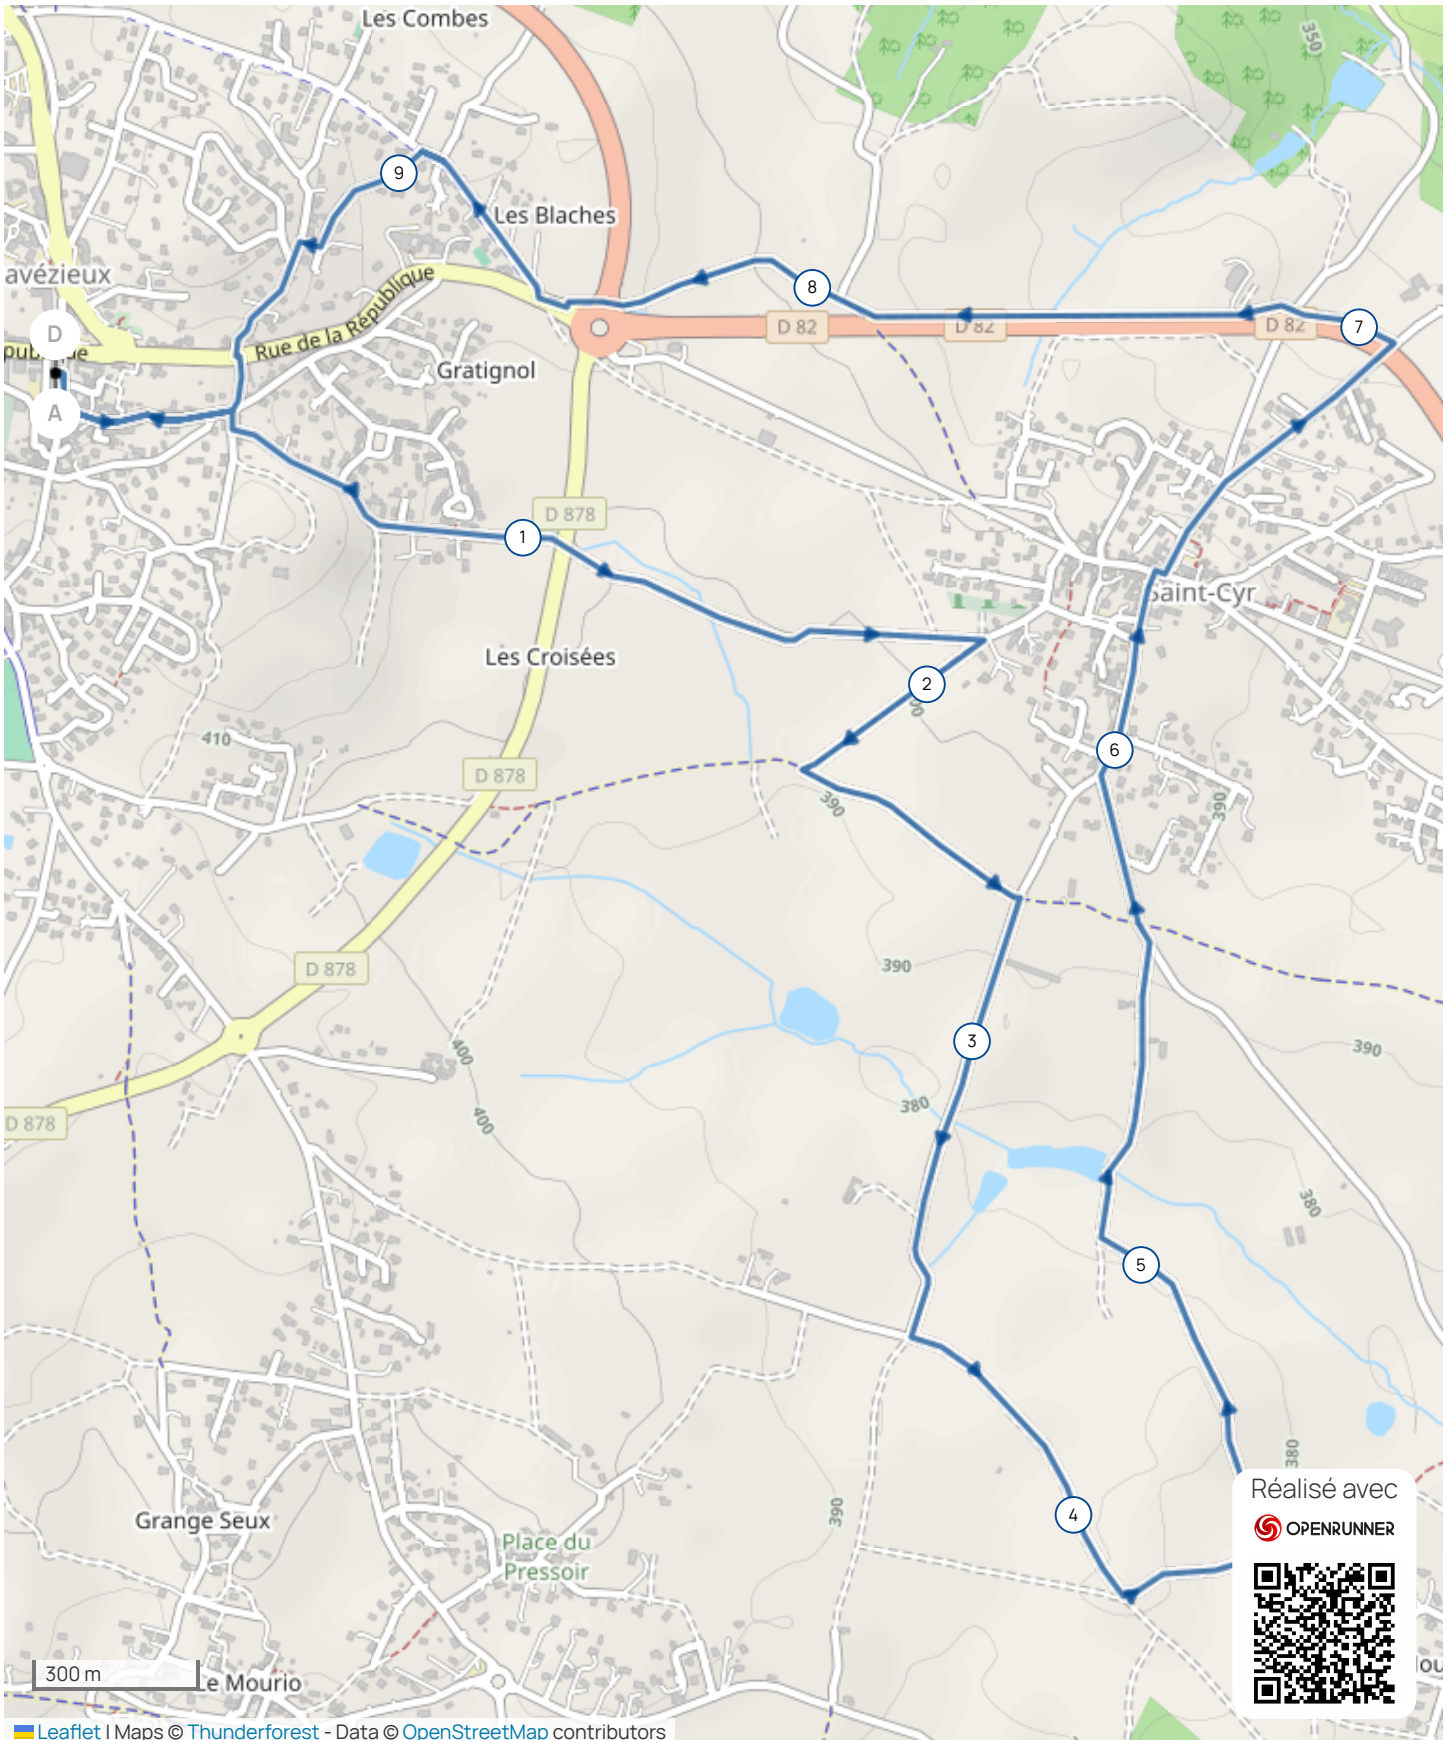 Les Combes
350
9
Les Blaches
avézieux
8
Rue de la République
D 82
D 82
D 82
7
D
A
Gratignol
D 878
1
Saint-Cyr
Les Croisées
2
410
6
D 878
390
390
D 878
390
3
390
400
380
D 878
400
380
5
380
Réalisé avec
OPENRUNNER
390
4
Grange Seux
Place du
Pressoir
300 m
e Mourio
Leaflet | Maps © Thunderforest - Data © OpenStreetMap contributors